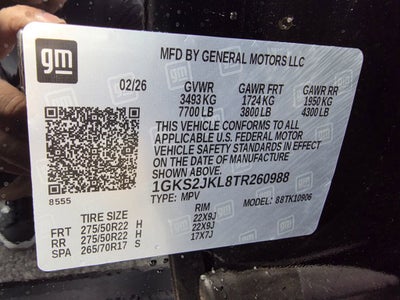 gm
MFD BY GENERAL MOTORS LLC
02/26 GVWR GAWR FRT GAWR RR
3493 KG 1724 KG 1950 KG
7700 LB 3800 LB 4300 LB
THIS VEHICLE CONFORMS TO ALL
APPLICABLE U.S. FEDERAL MOTOR
VEHICLE SAFETY STANDARDS IN EFFECT
ON THE DATE OF MANUFACTURE
SHOWN ABOVE.
1GKS2JKL8TR260988
8555 TYPE: MPV MODEL: 88TK10906
TIRE SIZE RIM
FRT 275/50R22 H 22X9J
RR 275/50R22 H 22X9J
SPA 265/70R17 S 17X7J